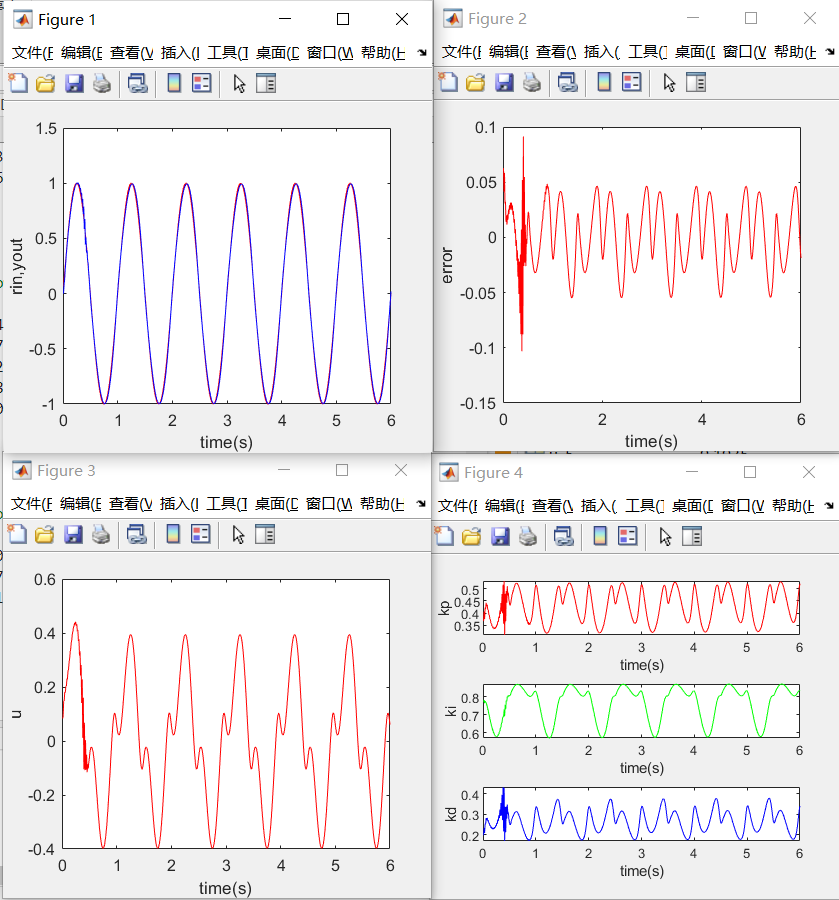 Figure 1
文件(F 编辑(E 查看(V 插入(I 工具(T 桌面(D 窗口(W 帮助(H
1.5
1
0.5
0
-0.5
-1
rin,yout
0 1 2 3 4 5 6
time(s)
Figure 2
文件(F 编辑(E 查看(V 插入( 工具(T 桌面(D 窗口(W 帮助(H
0.1
0.05
0
-0.05
-0.1
-0.15
error
0 2 4 6
time(s)
Figure 3
文件(F 编辑(E 查看(V 插入(I 工具(T 桌面(D 窗口(W 帮助(H
0.6
0.4
0.2
0
-0.2
-0.4
u
0 1 2 3 4 5 6
time(s)
Figure 4
文件(F 编辑(E 查看(V 插入( 工具(T 桌面(D 窗口(W 帮助(H
0.5
0.45
0.4
0.35
kp
0 1 2 3 4 5 6
time(s)
0.8
0.7
0.6
ki
0 1 2 3 4 5 6
time(s)
0.4
0.3
0.2
kd
0 1 2 3 4 5 6
time(s)